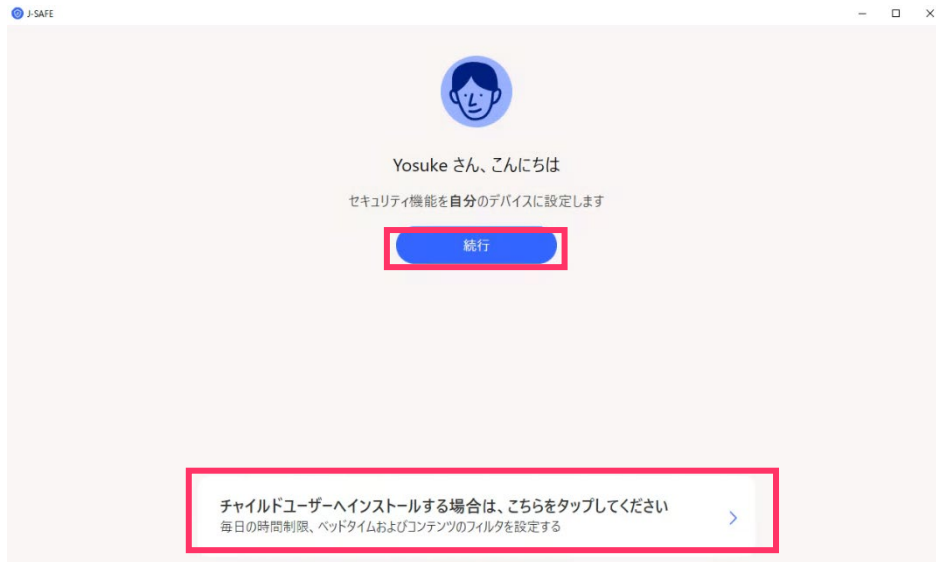 J-SAFE
Yosuke さん、こんにちは
セキュリティ機能を自分のデバイスに設定します
続行
チャイルドユーザーへインストールする場合は、こちらをタップしてください
毎日の時間制限、ベッドタイムおよびコンテンツのフィルタを設定する